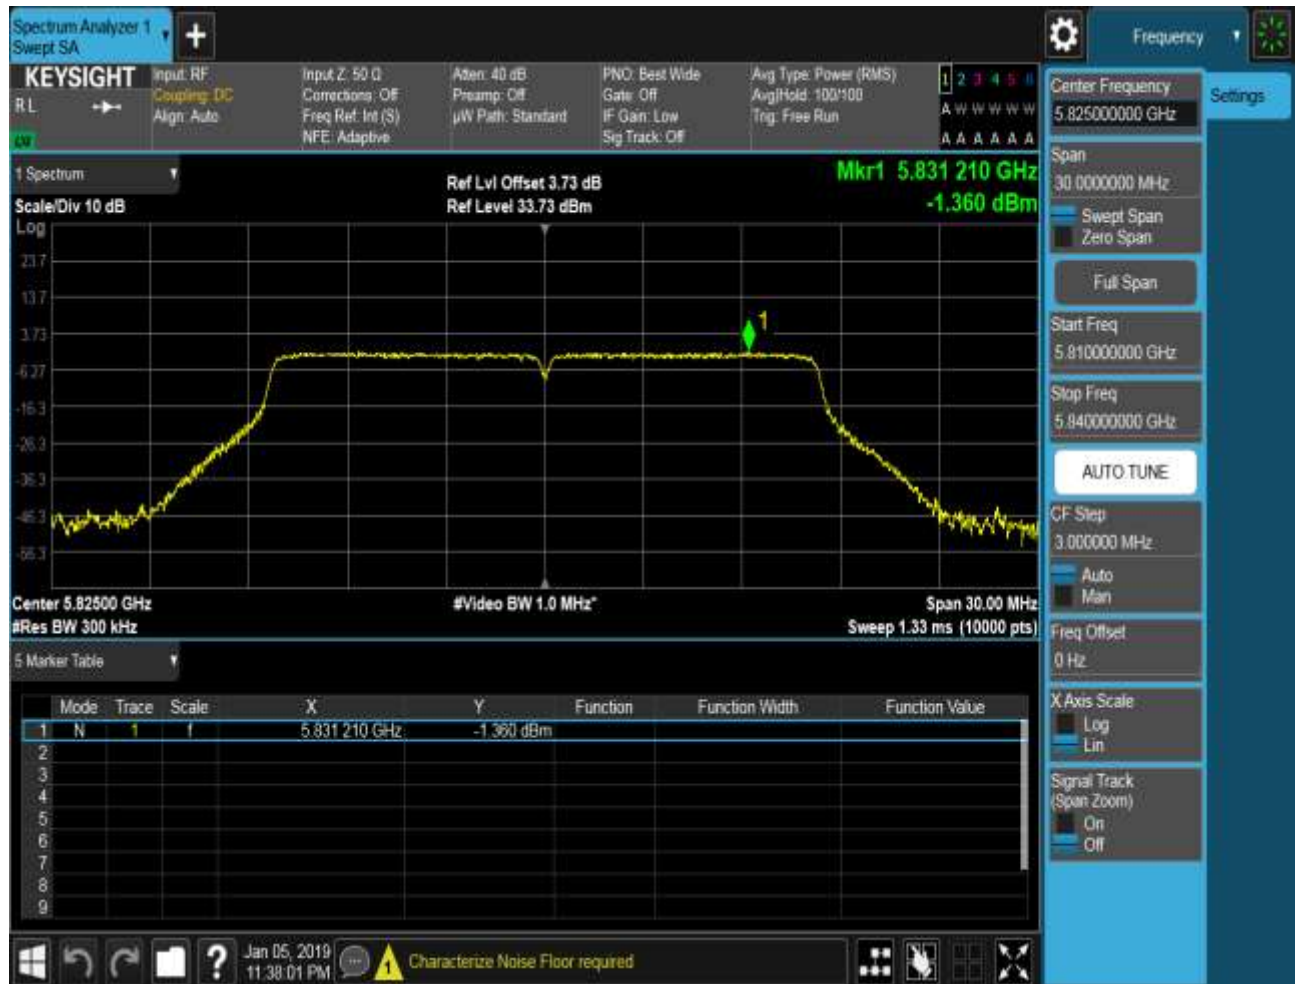 Spectrum Analyzer 1
Swept SA
Frequency
KEYSIGHT
R L
Input: RF
Coupling: DC
Align: Auto
Input Z: 50 Ω
Corrections: Off
Freq Ref: Int (S)
NFE: Adaptive
Atten: 40 dB
Preamp: Off
µW Path: Standard
PNO: Best Wide
Gate: Off
IF Gain: Low
Sig Track: Off
Avg Type: Power (RMS)
Avg|Hold: 100/100
Trig: Free Run
1 2 3 4 5 6
A W W W W W
A A A A A A
1 Spectrum
Scale/Div 10 dB
Log
Ref Lvl Offset 3.73 dB
Ref Level 33.73 dBm
Mkr1 5.831 210 GHz
-1.360 dBm
23.7
13.7
3.73
-6.27
-16.3
-26.3
-36.3
-46.3
-56.3
1
Center 5.82500 GHz
#Res BW 300 kHz
#Video BW 1.0 MHz*
Span 30.00 MHz
Sweep 1.33 ms (10000 pts)
5 Marker Table
Mode Trace Scale X Y Function Function Width Function Value
1 N 1 f 5.831 210 GHz -1.360 dBm
2
3
4
5
6
7
8
9
Jan 05, 2019
11:38:01 PM
Characterize Noise Floor required
Center Frequency
5.825000000 GHz
Settings
Span
30.0000000 MHz
Swept Span
Zero Span
Full Span
Start Freq
5.810000000 GHz
Stop Freq
5.840000000 GHz
AUTO TUNE
CF Step
3.000000 MHz
Auto
Man
Freq Offset
0 Hz
X Axis Scale
Log
Lin
Signal Track
(Span Zoom)
On
Off